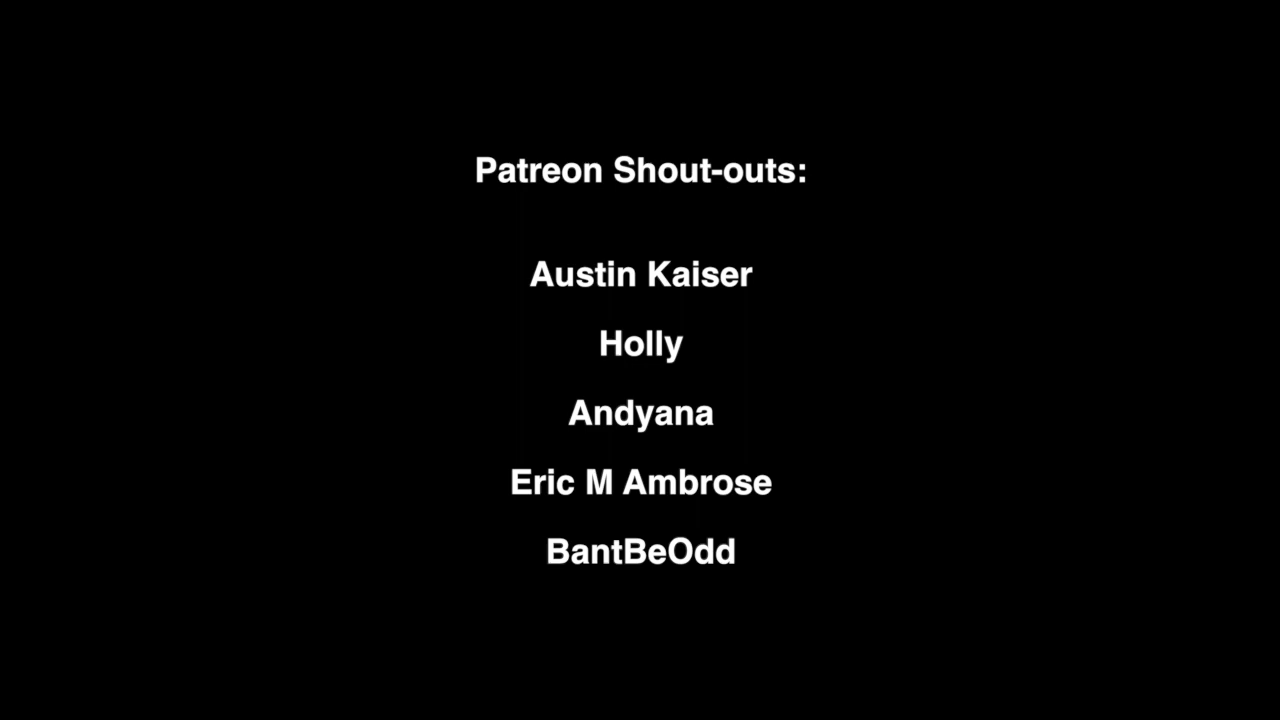 Patreon Shout-outs:
Austin Kaiser
Holly
Andyana
Eric M Ambrose
BantBeOdd